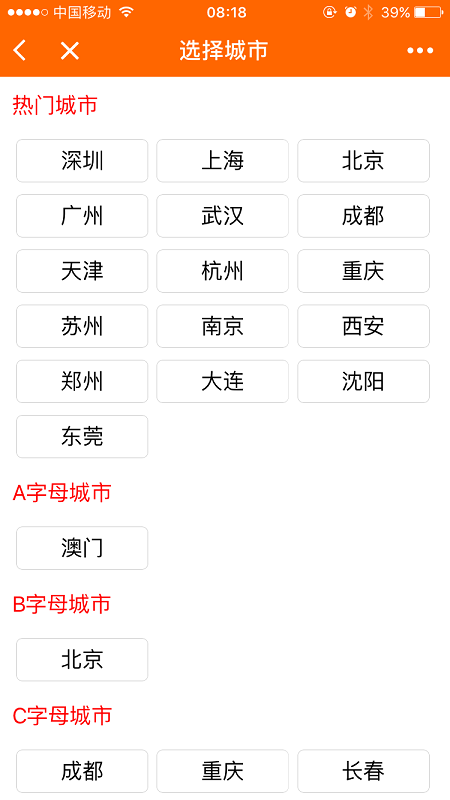 中国移动 08:18 39%
选择城市
热门城市
深圳 上海 北京
广州 武汉 成都
天津 杭州 重庆
苏州 南京 西安
郑州 大连 沈阳
东莞
A字母城市
澳门
B字母城市
北京
C字母城市
成都 重庆 长春